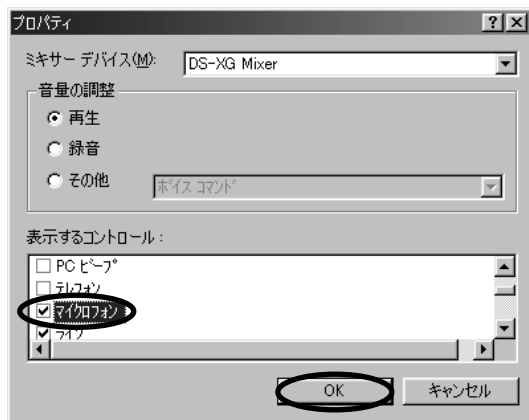 プロパティ
ミキサー デバイス(M): DS-XG Mixer
音量の調整
再生
録音
その他 ボイス コマンド
表示するコントロール:
PC ビープ
テレフォン
マイクロフォン
ライン
OK キャンセル